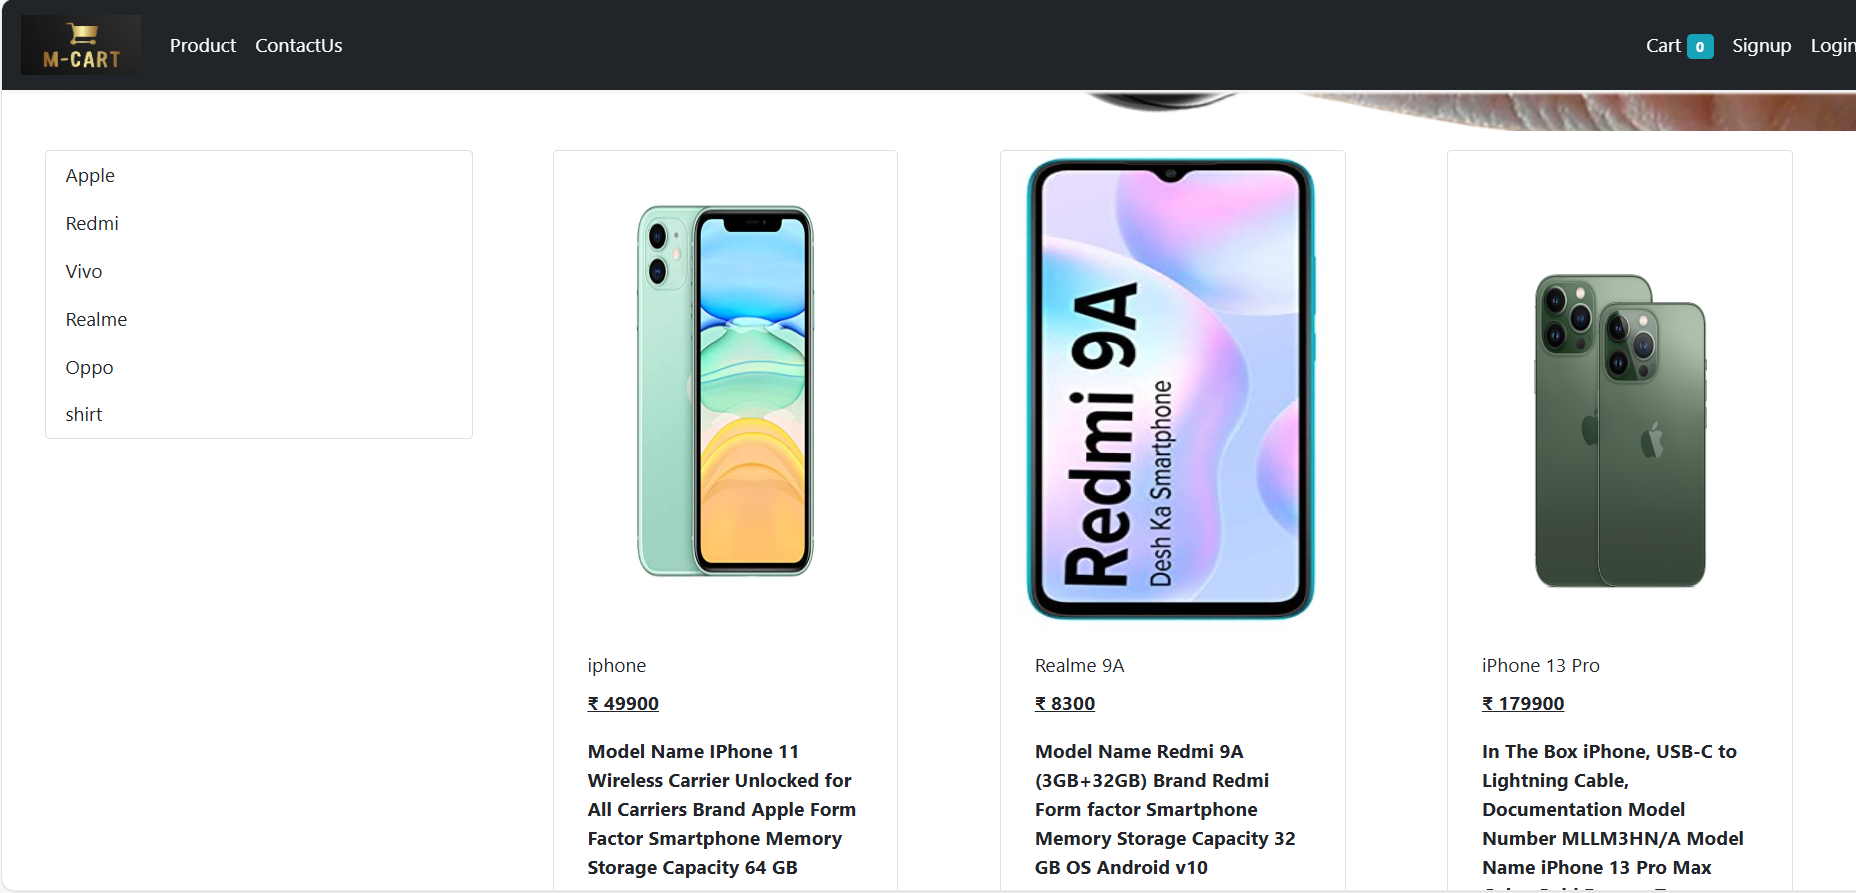 M-CART
Product ContactUs
Cart 0 Signup Login
Apple
Redmi
Vivo
Realme
Oppo
shirt
Redmi 9A
Desh Ka Smartphone
iphone
₹ 49900
Model Name IPhone 11
Wireless Carrier Unlocked for
All Carriers Brand Apple Form
Factor Smartphone Memory
Storage Capacity 64 GB
Realme 9A
₹ 8300
Model Name Redmi 9A
(3GB+32GB) Brand Redmi
Form factor Smartphone
Memory Storage Capacity 32
GB OS Android v10
iPhone 13 Pro
₹ 179900
In The Box iPhone, USB-C to
Lightning Cable,
Documentation Model
Number MLLM3HN/A Model
Name iPhone 13 Pro Max